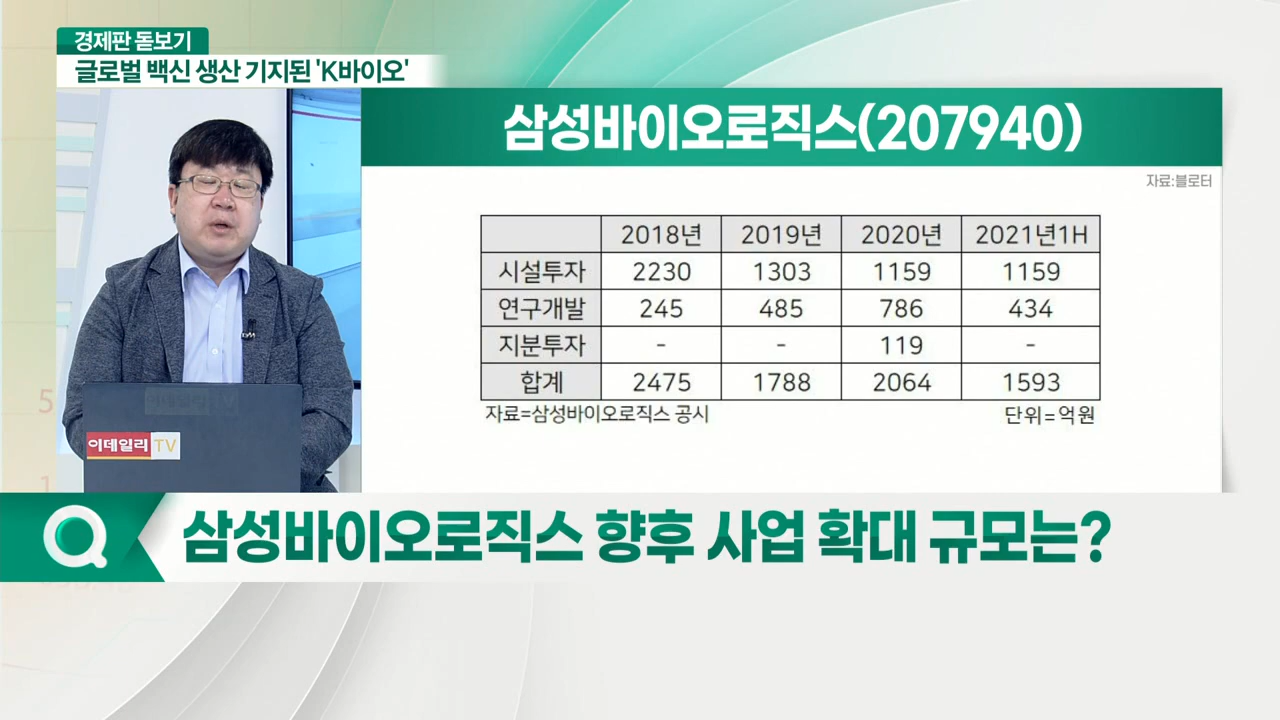 경제판 돋보기
글로벌 백신 생산 기지된 'K바이오'
삼성바이오로직스(207940)
자료:블로터
2018년 2019년 2020년 2021년1H
시설투자 2230 1303 1159 1159
연구개발 245 485 786 434
지분투자 - - 119 -
합계 2475 1788 2064 1593
자료=삼성바이오로직스 공시
단위=억원
이데일리 TV
이데일리 TV
삼성바이오로직스 향후 사업 확대 규모는?